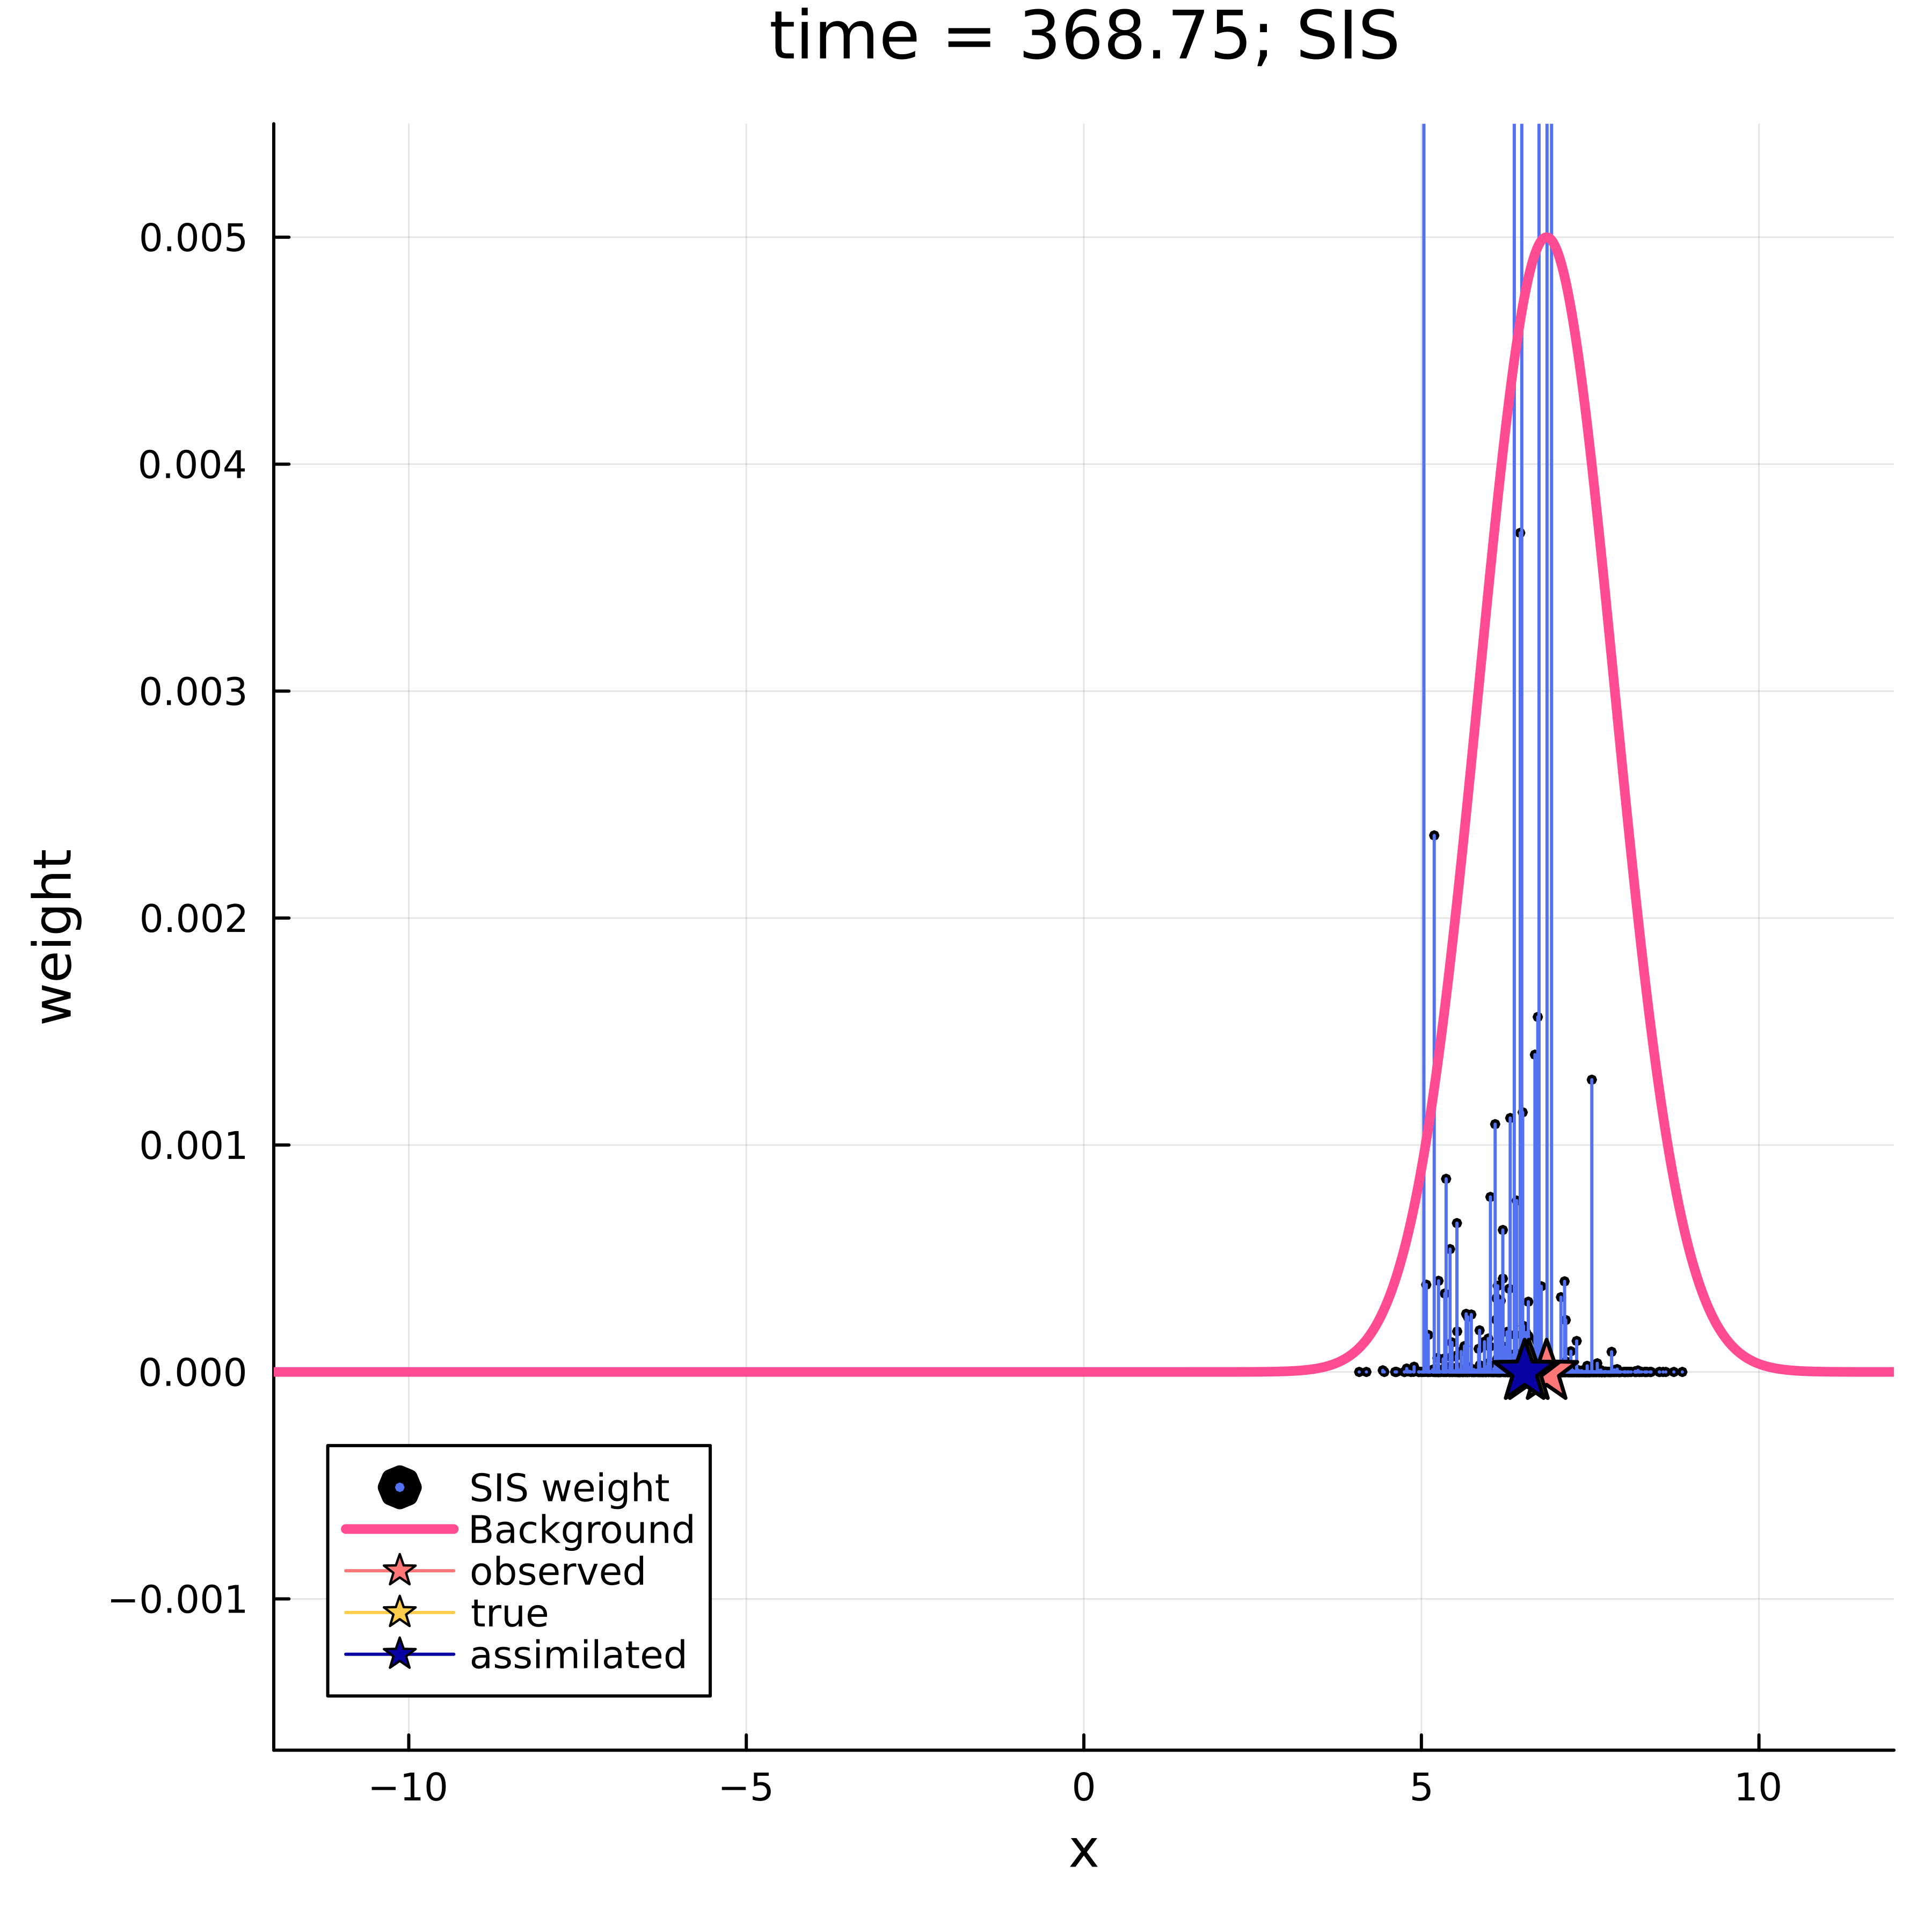 time = 368.75; SIS
weight
0.005
0.004
0.003
0.002
0.001
0.000
−0.001
SIS weight
Background
observed
true
assimilated
−10
−5
0
5
10
x